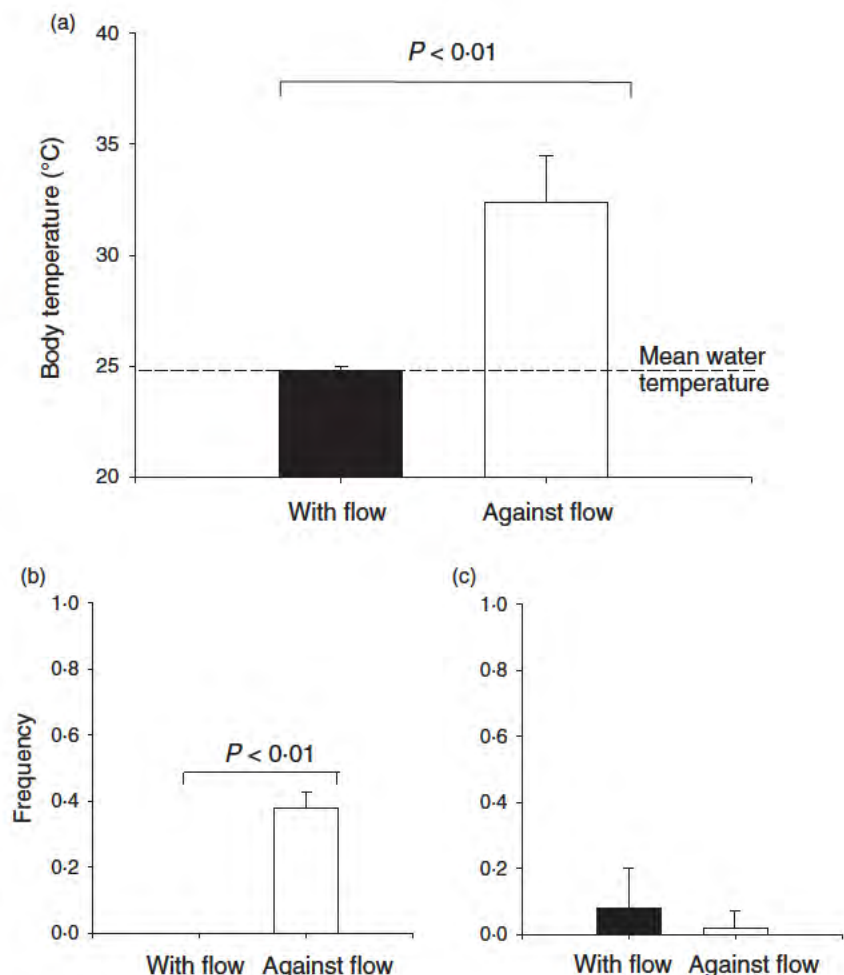 (a)
40
35
30
25
20
Body temperature (°C)
P < 0·01
Mean water
temperature
With flow Against flow
(b)
1·0
0·8
0·6
0·4
0·2
0·0
Frequency
P < 0·01
With flow Against flow
(c)
1·0
0·8
0·6
0·4
0·2
0·0
With flow Against flow